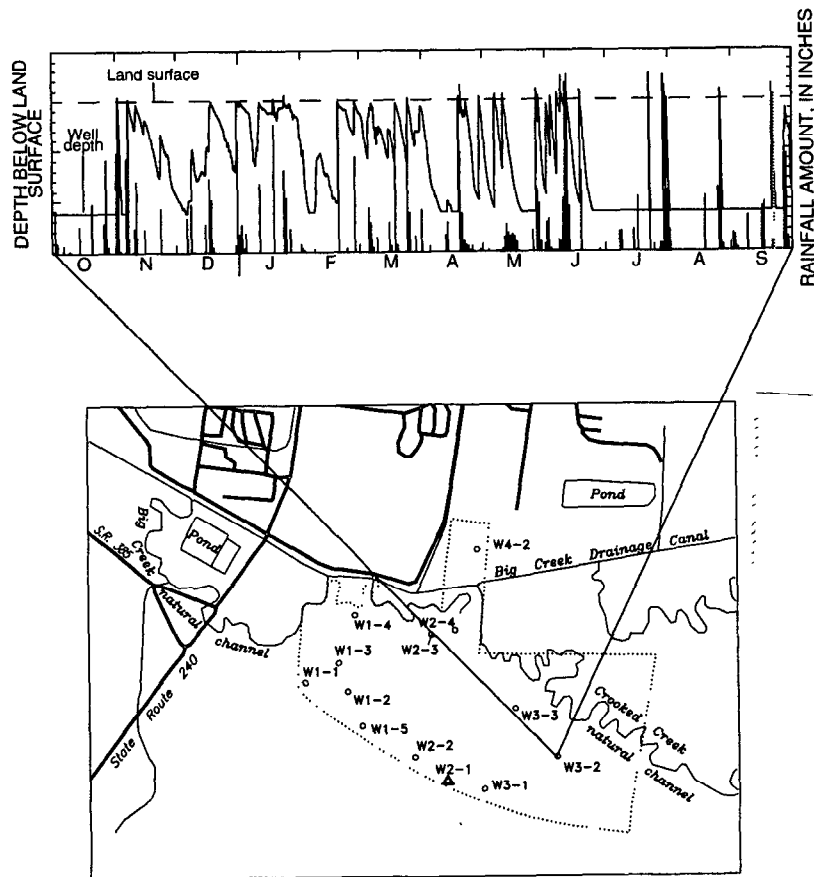 DEPTH BELOW LAND
SURFACE
Land surface
Well
depth
RAINFALL AMOUNT, IN INCHES
O N D J F M A M J J A S
Pond
Big
Creek
natural
channel
Pond
S.R. 385
W4-2
Big Creek Drainage Canal
W1-4
W2-4
W2-3
W1-3
W1-1
State Route 240
W1-2
W3-3
Crooked Creek
natural channel
W1-5
W2-2
W3-2
W2-1
W3-1